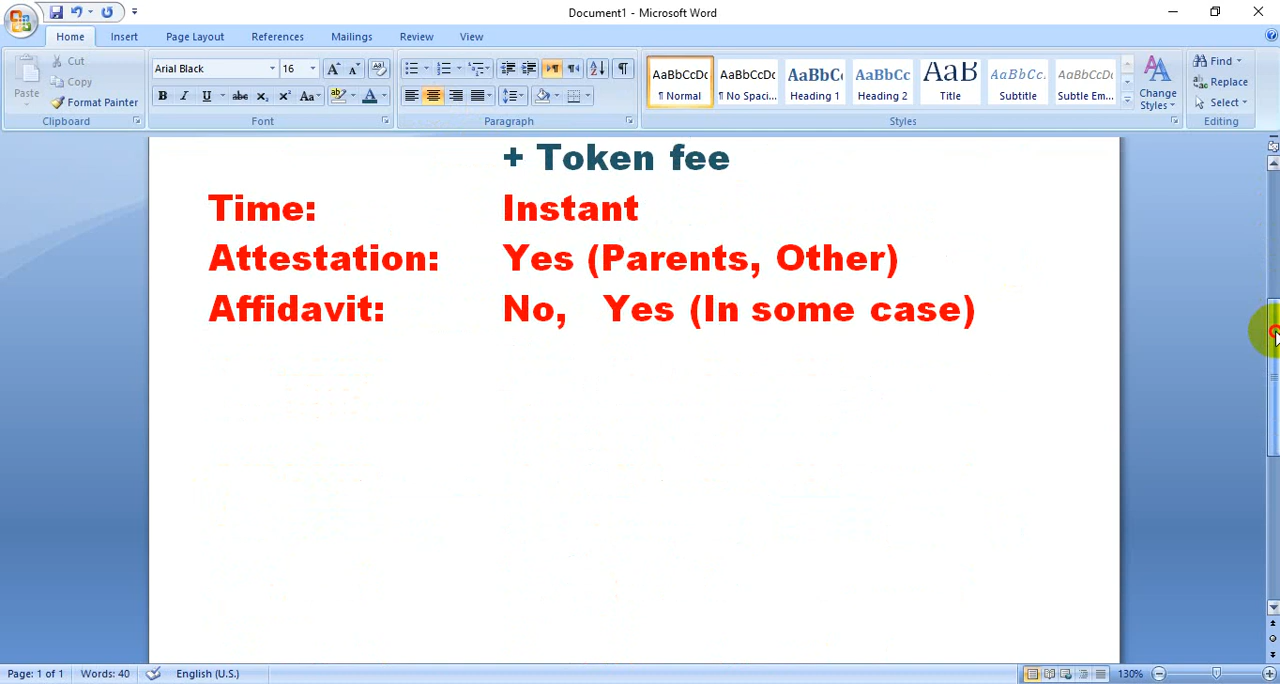 Document1 - Microsoft Word
Home Insert Page Layout References Mailings Review View
Paste Cut Copy Format Painter Clipboard
Arial Black 16 Font
Paragraph
AaBbCcDc ¶ Normal AaBbCcDc ¶ No Spaci... AaBbC Heading 1 AaBbCc Heading 2 AaB Title AaBbCc. Subtitle AaBbCcDc Subtle Em... Change Styles Styles
Find Replace Select Editing
+ Token fee
Time: Instant
Attestation: Yes (Parents, Other)
Affidavit: No, Yes (In some case)
Page: 1 of 1 Words: 40 English (U.S.) 130%